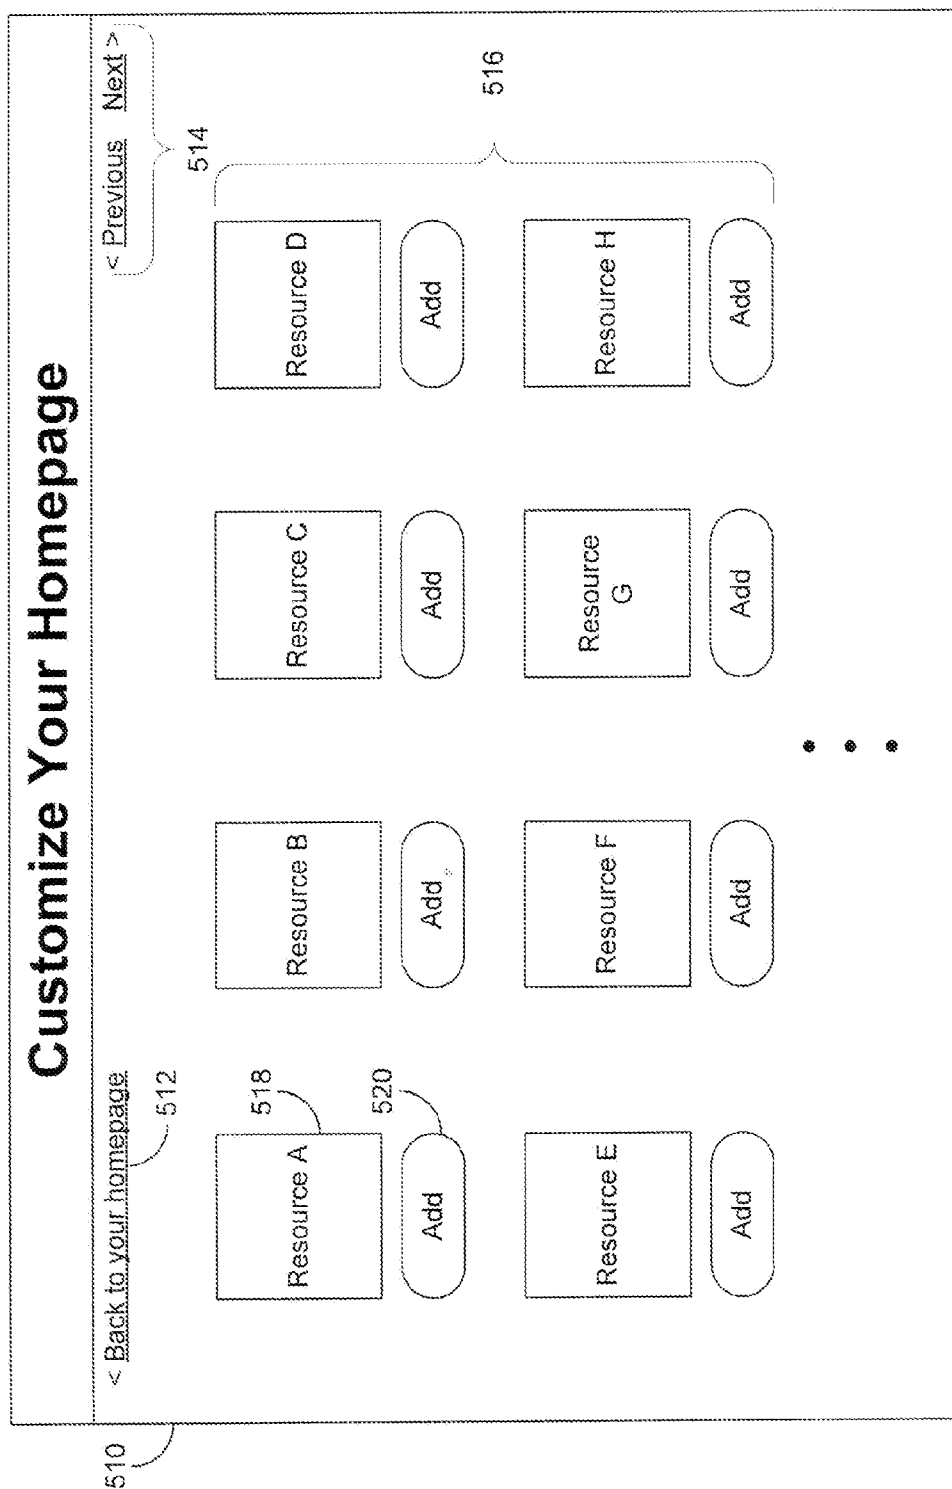 Customize Your Homepage
< Back to your homepage
< Previous Next >
510
512
514
516
518
520
Resource A
Resource B
Resource C
Resource D
Add
Add
Add
Add
Resource E
Resource F
Resource
G
Resource H
Add
Add
Add
Add